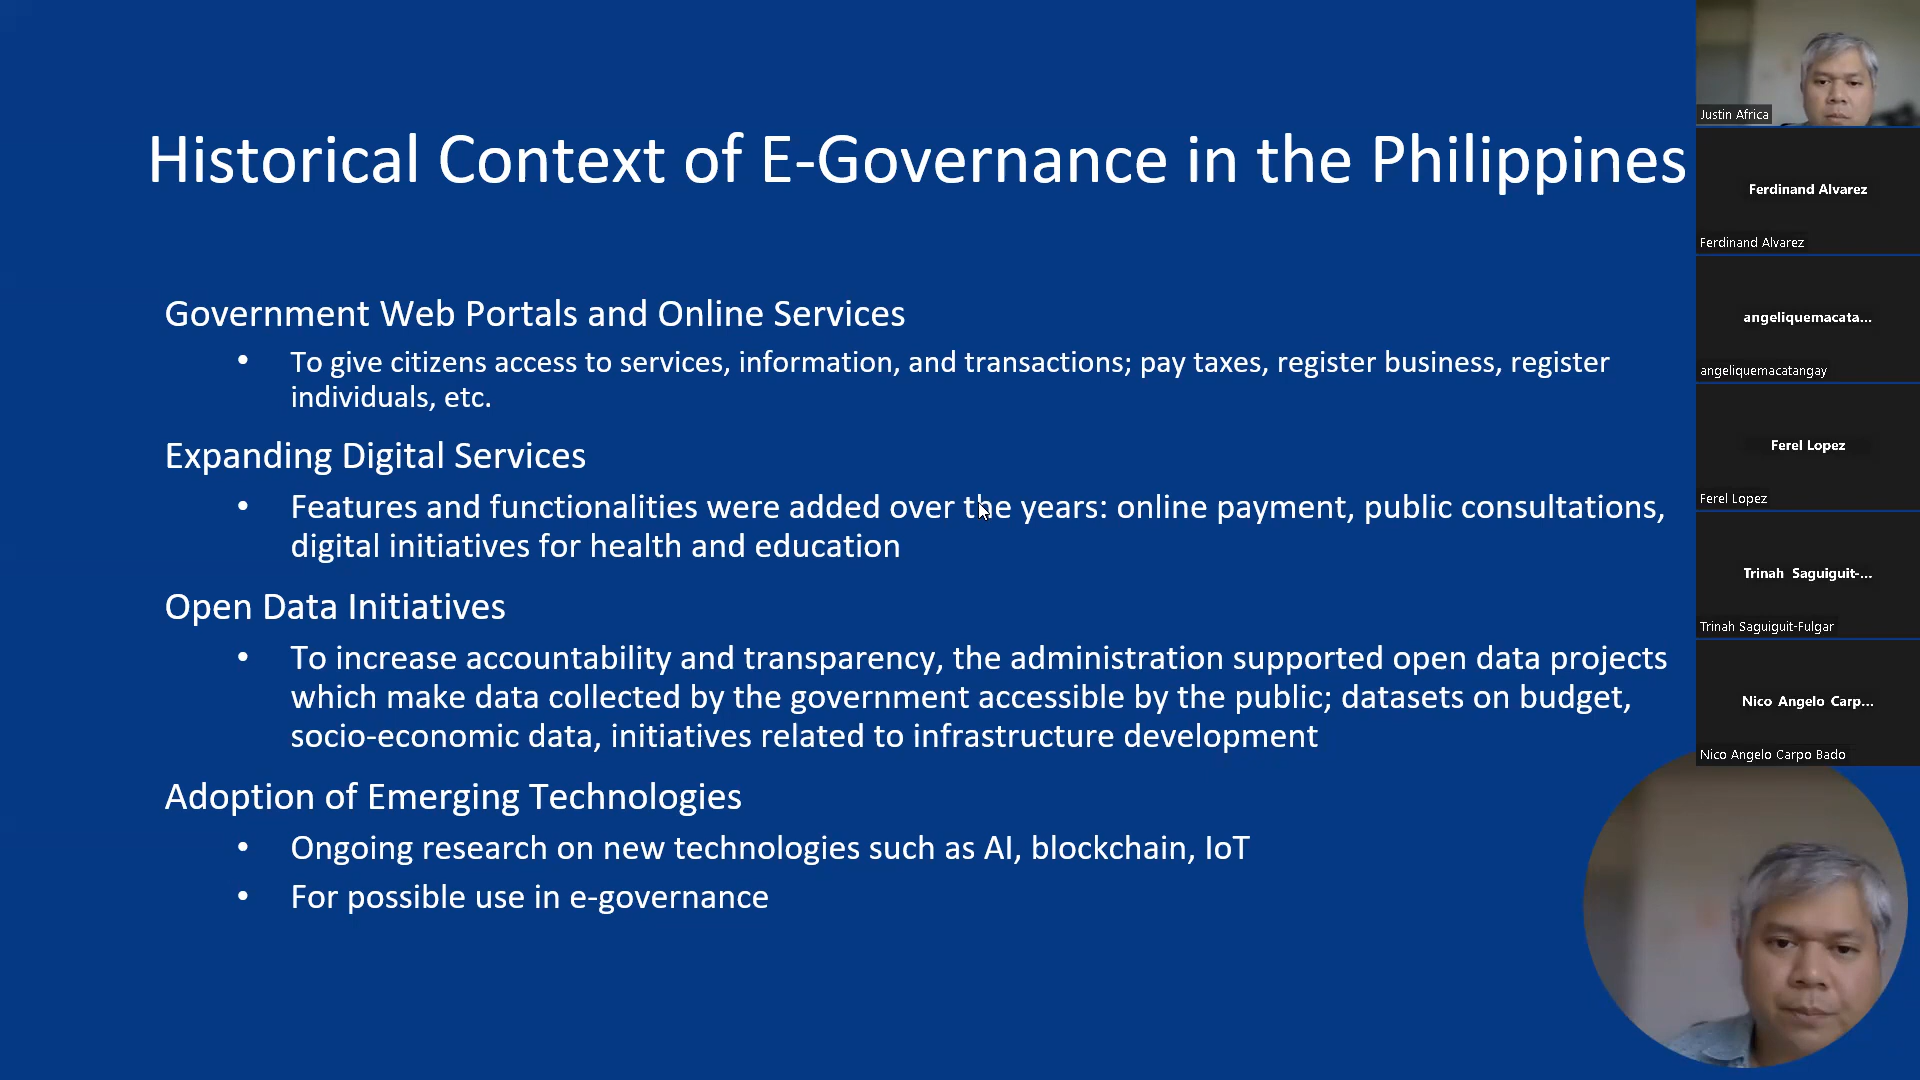 Historical Context of E-Governance in the Philippines
Government Web Portals and Online Services
• To give citizens access to services, information, and transactions; pay taxes, register business, register
individuals, etc.
Expanding Digital Services
• Features and functionalities were added over the years: online payment, public consultations,
digital initiatives for health and education
Open Data Initiatives
• To increase accountability and transparency, the administration supported open data projects
which make data collected by the government accessible by the public; datasets on budget,
socio-economic data, initiatives related to infrastructure development
Adoption of Emerging Technologies
• Ongoing research on new technologies such as AI, blockchain, IoT
• For possible use in e-governance
Justin Africa
Ferdinand Alvarez
Ferdinand Alvarez
angeliquemacata...
angeliquemacatangay
Ferel Lopez
Ferel Lopez
Trinah Saguiguit-...
Trinah Saguiguit-Fulgar
Nico Angelo Carp...
Nico Angelo Carpo Bado